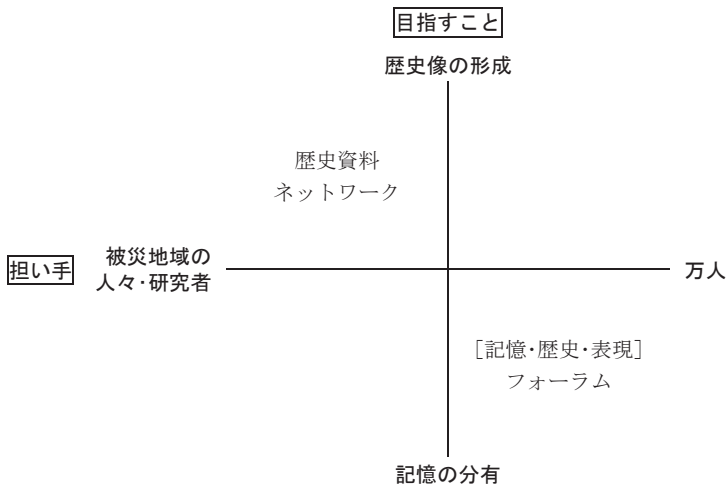 目指すこと
歴史像の形成
歴史資料
ネットワーク
担い手
被災地域の
人々・研究者
万人
［記憶・歴史・表現］
フォーラム
記憶の分有